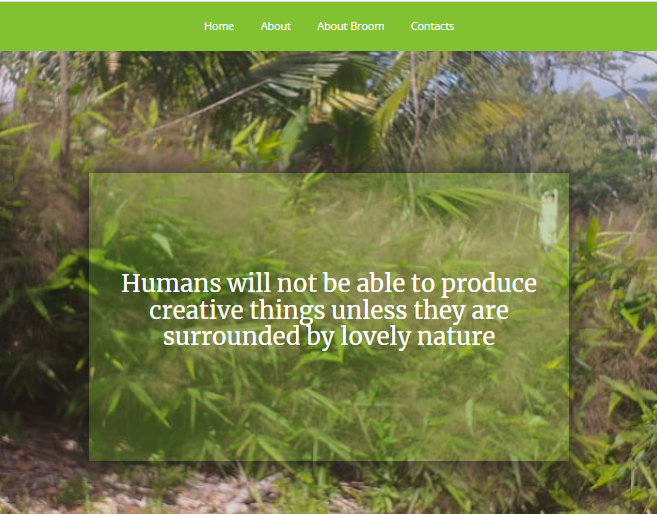 Home About About Broom Contacts
Humans will not be able to produce
creative things unless they are
surrounded by lovely nature